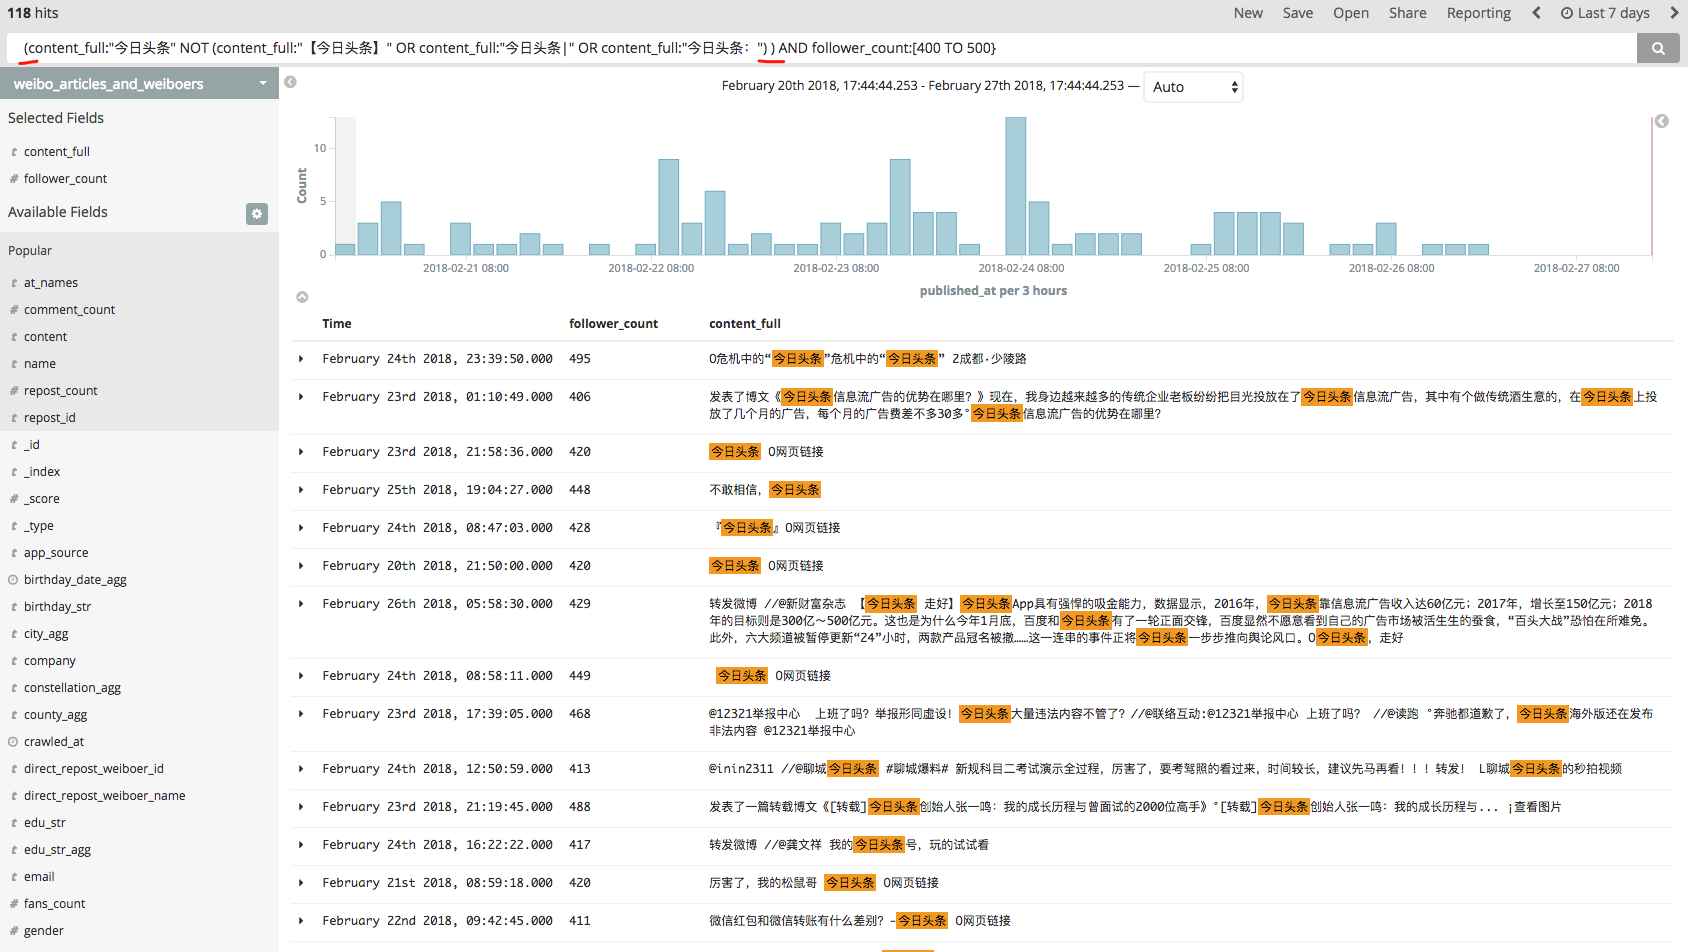 118 hits
New Save Open Share Reporting Last 7 days
(content_full:"今日头条" NOT (content_full:"【今日头条】" OR content_full:"今日头条|" OR content_full:"今日头条：") ) AND follower_count:[400 TO 500}
weibo_articles_and_weiboers
February 20th 2018, 17:44:44.253 - February 27th 2018, 17:44:44.253 — Auto
Selected Fields
t content_full
# follower_count
Available Fields
Popular
t at_names
# comment_count
t content
t name
# repost_count
t repost_id
t _id
t _index
# _score
t _type
t app_source
birthday_date_agg
t birthday_str
t city_agg
t company
t constellation_agg
t county_agg
crawled_at
t direct_repost_weiboer_id
t direct_repost_weiboer_name
t edu_str
t edu_str_agg
t email
# fans_count
t gender
Count
10
5
0
2018-02-21 08:00 2018-02-22 08:00 2018-02-23 08:00 2018-02-24 08:00 2018-02-25 08:00 2018-02-26 08:00 2018-02-27 08:00
published_at per 3 hours
Time follower_count content_full
February 24th 2018, 23:39:50.000 495 O危机中的“今日头条”危机中的“今日头条” 2成都·少陵路
February 23rd 2018, 01:10:49.000 406 发表了博文《今日头条信息流广告的优势在哪里？》现在，我身边越来越多的传统企业老板纷纷把目光投放在了今日头条信息流广告，其中有个做传统酒生意的，在今日头条上投
放了几个月的广告，每个月的广告费差不多30多°今日头条信息流广告的优势在哪里？
February 23rd 2018, 21:58:36.000 420 今日头条 O网页链接
February 25th 2018, 19:04:27.000 448 不敢相信，今日头条
February 24th 2018, 08:47:03.000 428 『今日头条』O网页链接
February 20th 2018, 21:50:00.000 420 今日头条 O网页链接
February 26th 2018, 05:58:30.000 429 转发微博 //@新财富杂志 【今日头条 走好】今日头条App具有强悍的吸金能力，数据显示，2016年，今日头条靠信息流广告收入达60亿元；2017年，增长至150亿元；2018
年的目标则是300亿～500亿元。这也是为什么今年1月底，百度和今日头条有了一轮正面交锋，百度显然不愿意看到自己的广告市场被活生生的蚕食，“百头大战”恐怕在所难免。
此外，六大频道被暂停更新“24”小时，两款产品冠名被撤……这一连串的事件正将今日头条一步步推向舆论风口。O今日头条，走好
February 24th 2018, 08:58:11.000 449 今日头条 O网页链接
February 23rd 2018, 17:39:05.000 468 @12321举报中心 上班了吗？举报形同虚设！今日头条大量违法内容不管了？//@联络互动:@12321举报中心 上班了吗？ //@读跑 °奔驰都道歉了，今日头条海外版还在发布
非法内容 @12321举报中心
February 24th 2018, 12:50:59.000 413 @inin2311 //@聊城今日头条 #聊城爆料# 新规科目二考试演示全过程，厉害了，要考驾照的看过来，时间较长，建议先马再看！！！转发！ L聊城今日头条的秒拍视频
February 23rd 2018, 21:19:45.000 488 发表了一篇转载博文《[转载]今日头条创始人张一鸣：我的成长历程与曾面试的2000位高手》°[转载]今日头条创始人张一鸣：我的成长历程与... ¡查看图片
February 24th 2018, 16:22:22.000 417 转发微博 //@龚文祥 我的今日头条号，玩的试试看
February 21st 2018, 08:59:18.000 420 厉害了，我的松鼠哥 今日头条 O网页链接
February 22nd 2018, 09:42:45.000 411 微信红包和微信转账有什么差别？-今日头条 O网页链接